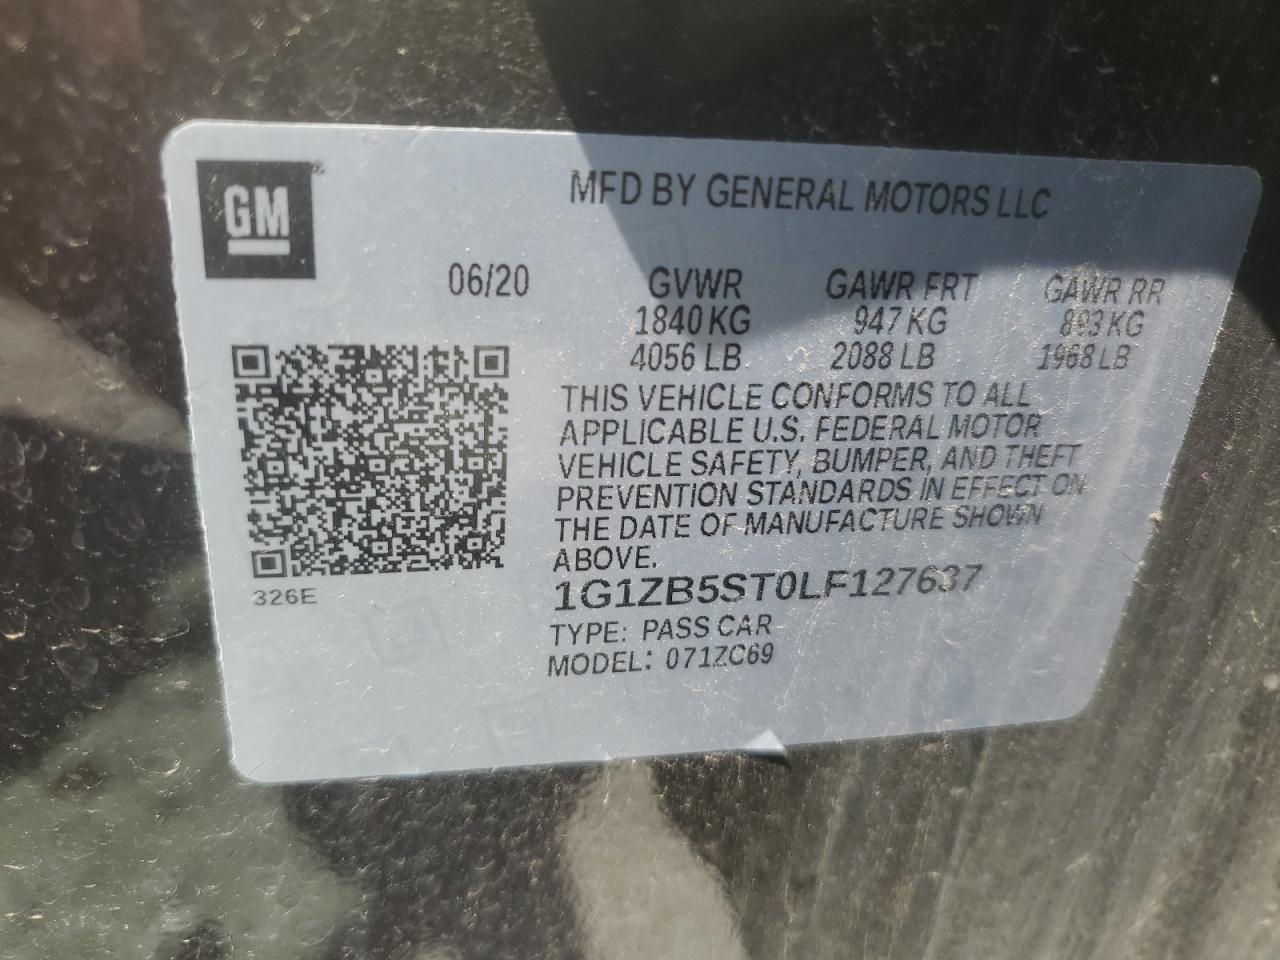 GM
MFD BY GENERAL MOTORS LLC
06/20 GVWR GAWR FRT GAWR RR
1840 KG 947 KG 893 KG
4056 LB 2088 LB 1968 LB
THIS VEHICLE CONFORMS TO ALL
APPLICABLE U.S. FEDERAL MOTOR
VEHICLE SAFETY, BUMPER, AND THEFT
PREVENTION STANDARDS IN EFFECT ON
THE DATE OF MANUFACTURE SHOWN
ABOVE.
326E
1G1ZB5ST0LF127637
TYPE: PASS CAR
MODEL: 071ZC69